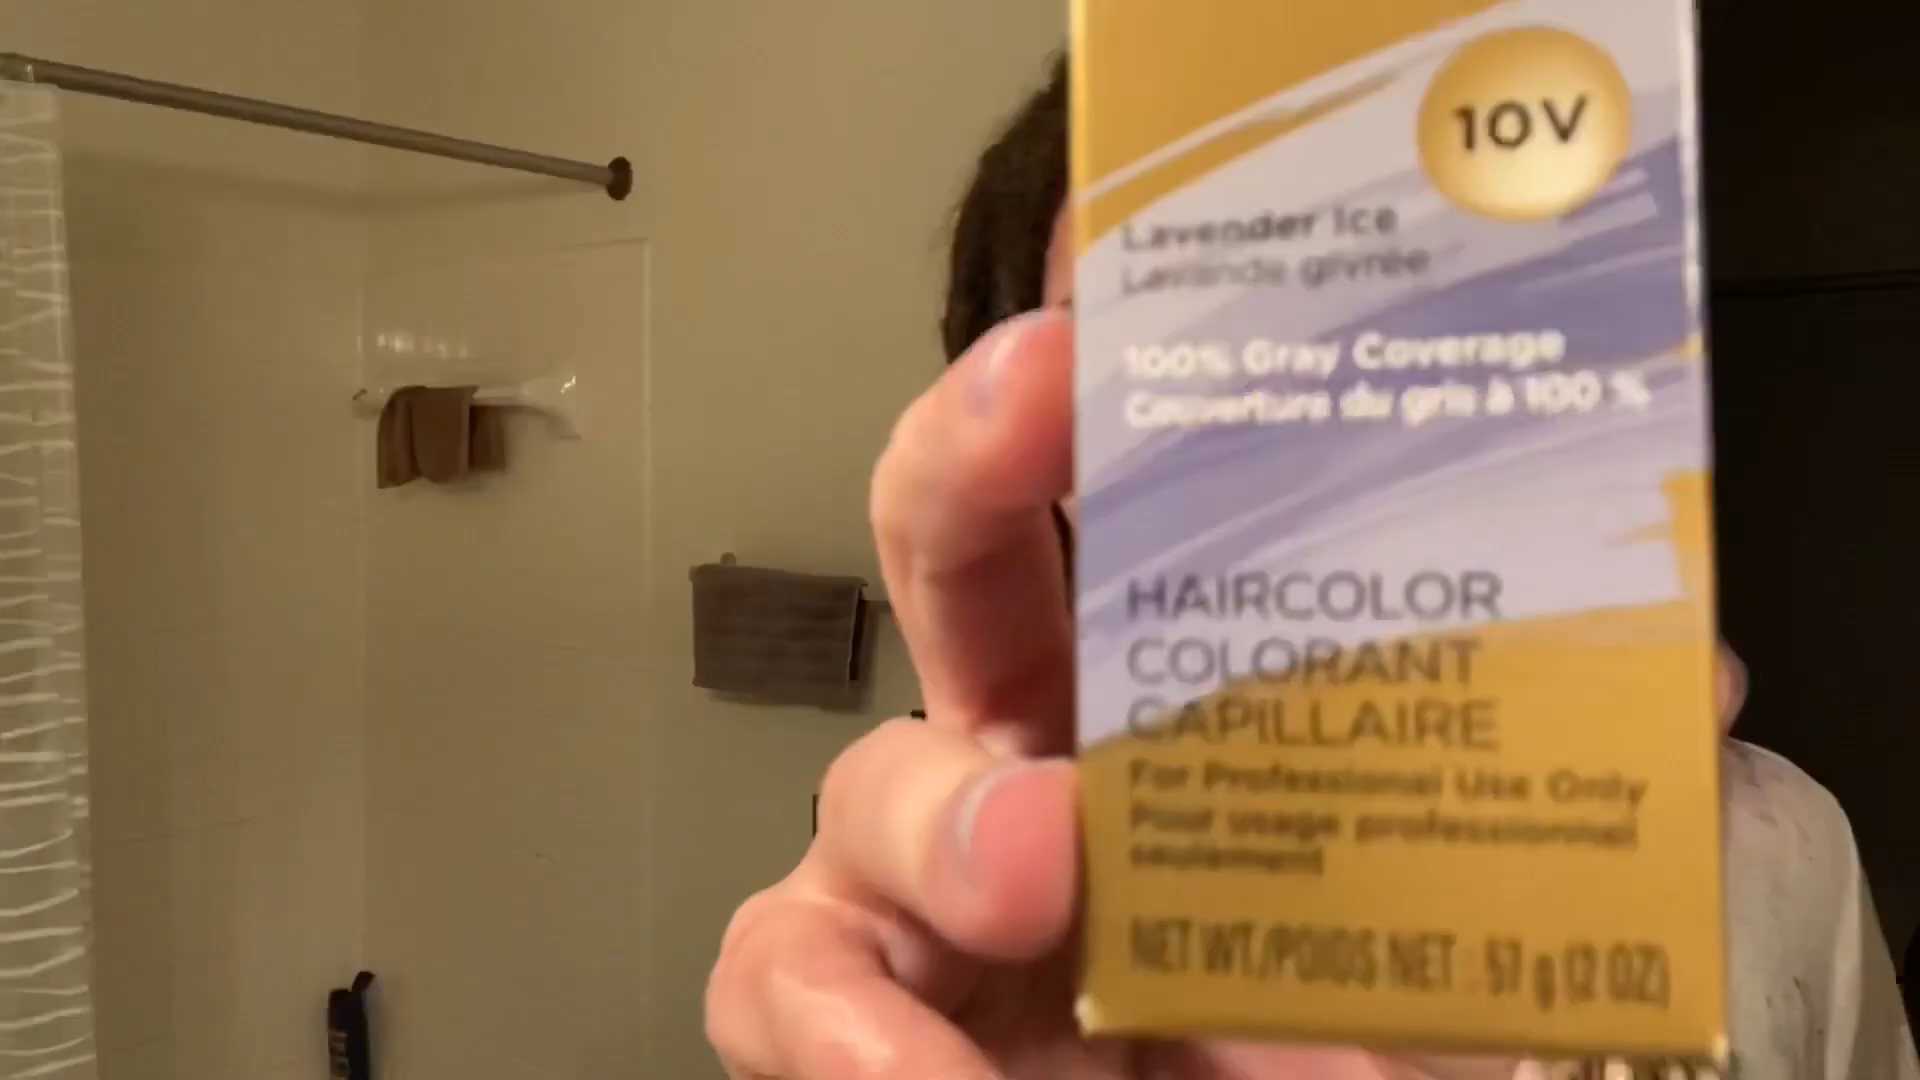 10V
Lavender Ice
Lavande givrée
100% Gray Coverage
Couverture du gris à 100 %
HAIRCOLOR
COLORANT
CAPILLAIRE
For Professional Use Only
Pour usage professionnel
seulement
NET WT./POIDS NET : 57 g (2 OZ)